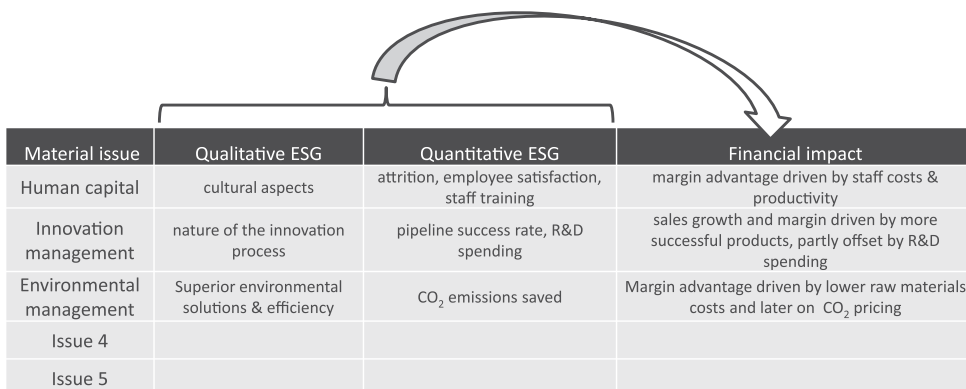 Material issue
Qualitative ESG
Quantitative ESG
Financial impact
Human capital
cultural aspects
attrition, employee satisfaction,
staff training
margin advantage driven by staff costs &
productivity
Innovation
management
nature of the innovation
process
pipeline success rate, R&D
spending
sales growth and margin driven by more
successful products, partly offset by R&D
spending
Environmental
management
Superior environmental
solutions & efficiency
CO₂ emissions saved
Margin advantage driven by lower raw materials
costs and later on CO₂ pricing
Issue 4
Issue 5